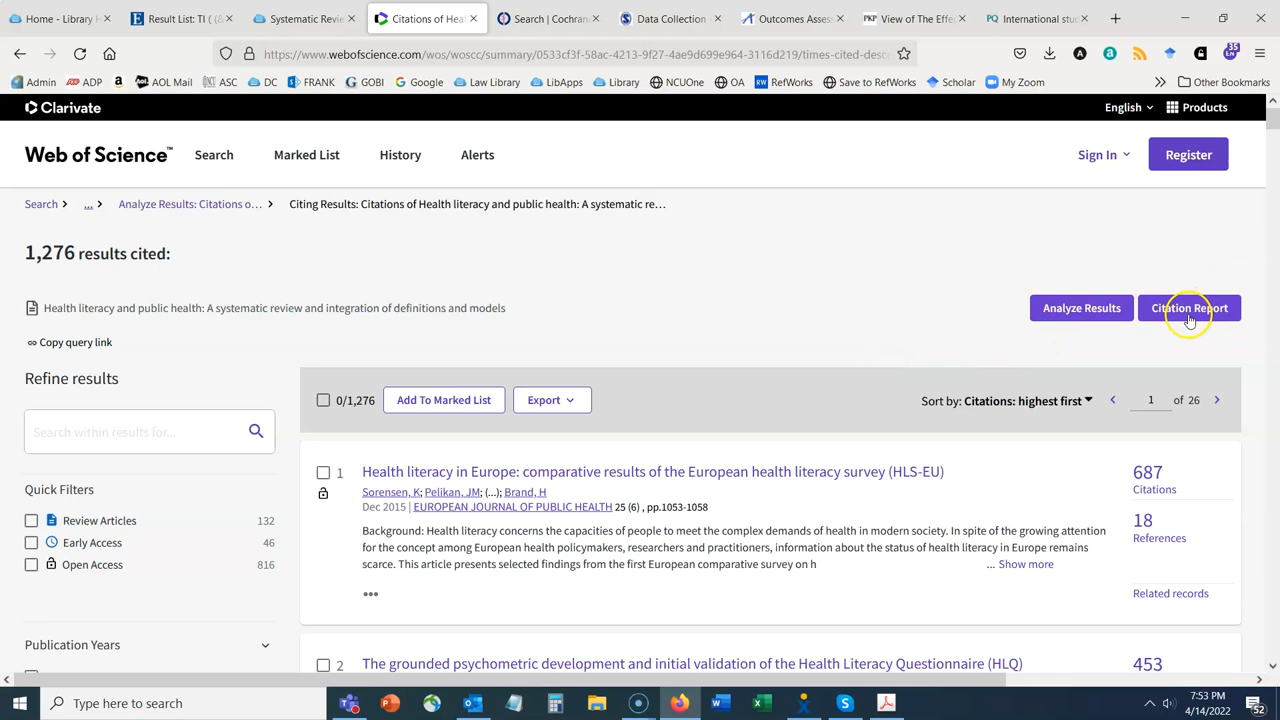 Home - Library H
Result List: TI ( (&
Systematic Review
Citations of Heal
Search | Cochran
Data Collection -
Outcomes Assess
PKP View of The Effe
PQ International stu
https://www.webofscience.com/wos/woscc/summary/0533cf3f-58ac-4213-9f27-4ae9d699e964-3116d219/times-cited-desce
35
Admin ADP AOL Mail ASC DC FRANK GOBI Google Law Library LibApps Library NCUOne OA RW RefWorks Save to RefWorks Scholar My Zoom Other Bookmarks
Clarivate English Products
Web of Science™ Search Marked List History Alerts Sign In Register
Search ... Analyze Results: Citations o... Citing Results: Citations of Health literacy and public health: A systematic re...
1,276 results cited:
Health literacy and public health: A systematic review and integration of definitions and models Analyze Results Citation Report
Copy query link
Refine results
0/1,276 Add To Marked List Export Sort by: Citations: highest first 1 of 26
Search within results for...
1 Health literacy in Europe: comparative results of the European health literacy survey (HLS-EU) 687
Citations
Sorensen, K; Pelikan, JM; (...); Brand, H
Dec 2015 | EUROPEAN JOURNAL OF PUBLIC HEALTH 25 (6) , pp.1053-1058
18
References
Quick Filters
Review Articles 132
Early Access 46
Open Access 816
Background: Health literacy concerns the capacities of people to meet the complex demands of health in modern society. In spite of the growing attention
for the concept among European health policymakers, researchers and practitioners, information about the status of health literacy in Europe remains
scarce. This article presents selected findings from the first European comparative survey on h ... Show more
Related records
Publication Years
2 The grounded psychometric development and initial validation of the Health Literacy Questionnaire (HLQ) 453
Type here to search
7:53 PM
4/14/2022
52